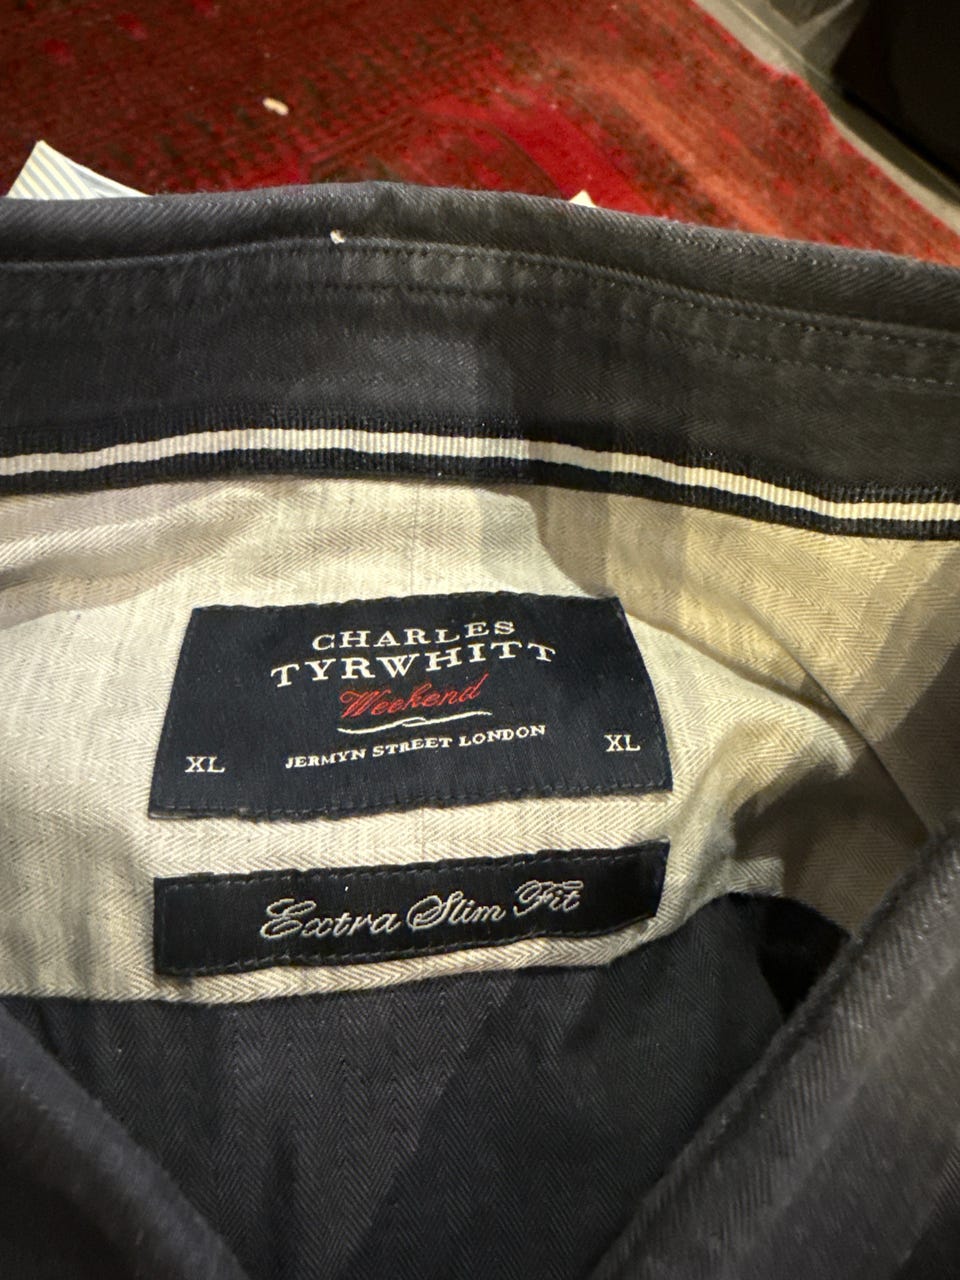 CHARLES
TYRWHITT
Weekend
JERMYN STREET LONDON
XL
XL
Extra Slim Fit